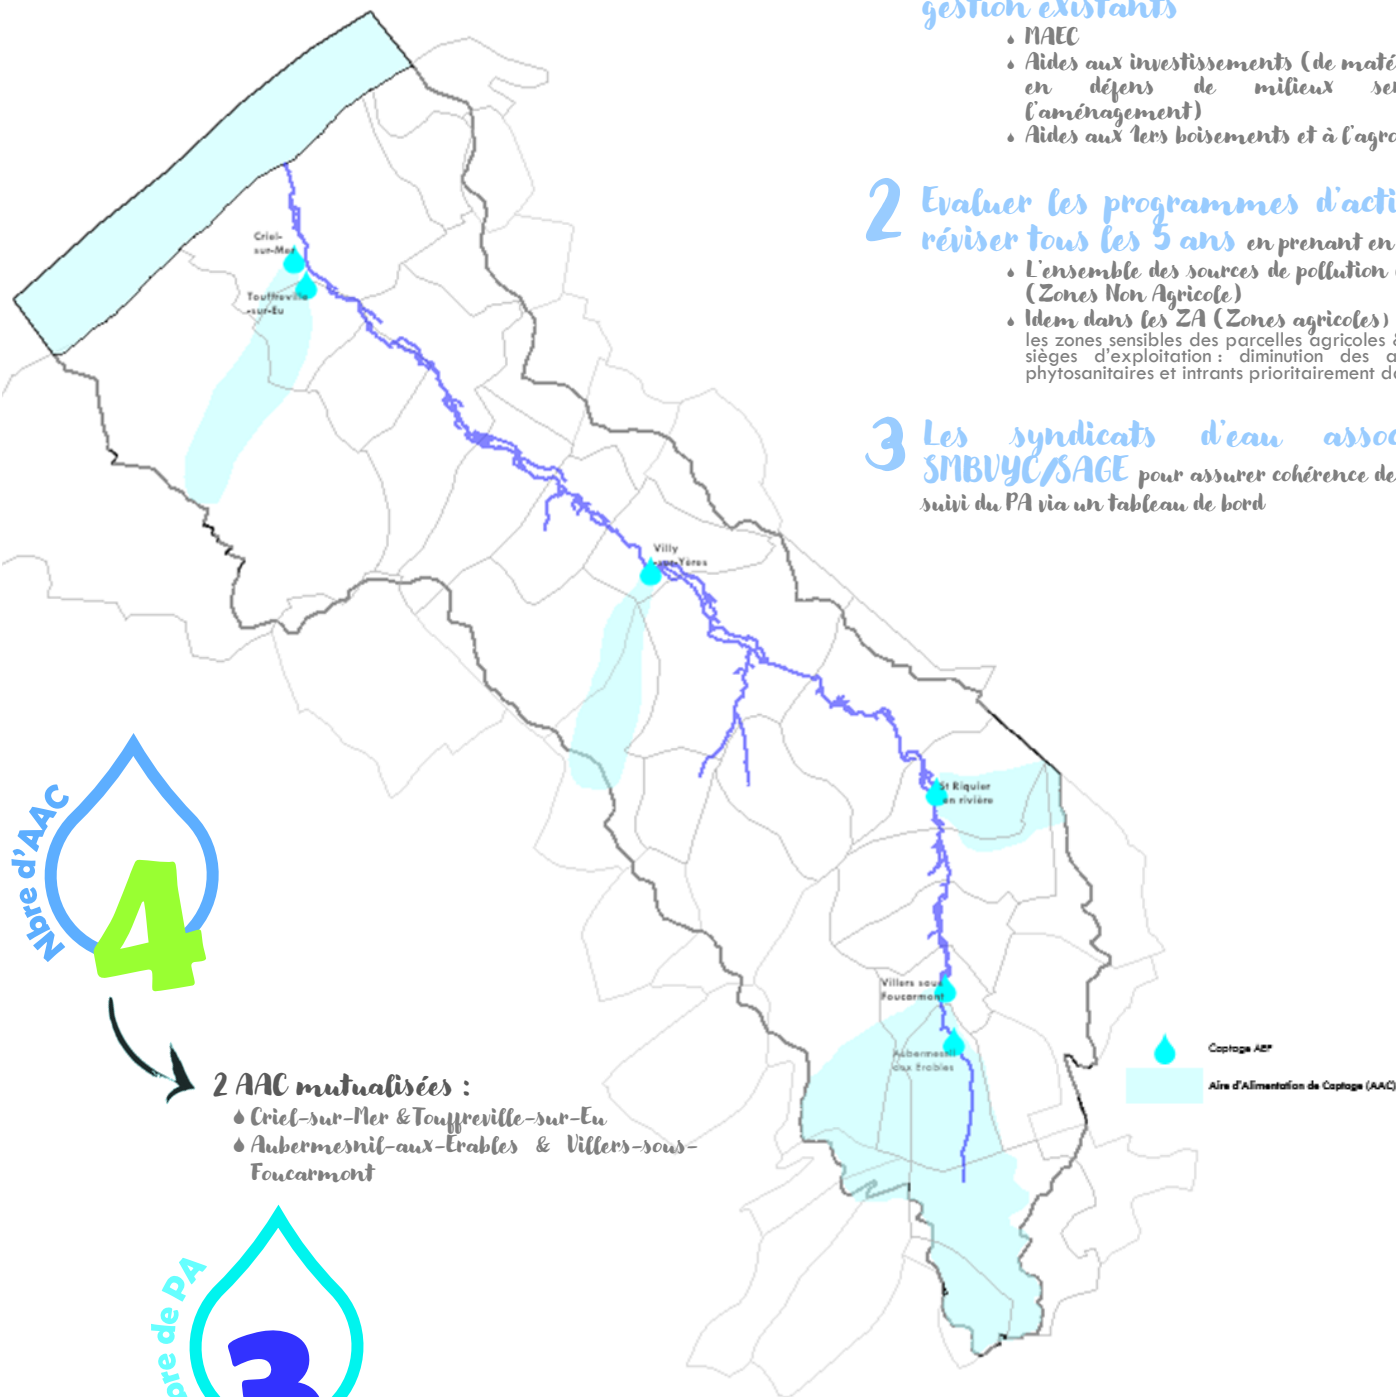 gestion existants
MAEC
Aides aux investissements (de maté
en défens de milieux se
l'aménagement)
Aides aux 1ers boisements et à l'agro
2 Evaluer les programmes d'acti
réviser tous les 5 ans en prenant en
L'ensemble des sources de pollution
(Zones Non Agricole)
Idem dans les ZA (Zones agricoles)
les zones sensibles des parcelles agricoles &
sièges d'exploitation : diminution des a
phytosanitaires et intrants prioritairement d
3 Les syndicats d'eau assoc
SMBVYC/SAGE pour assurer cohérence de
suivi du PA via un tableau de bord
Criel-
sur-Mer
Touffreville
-sur-Eu
Villy
-sur-Yères
St Riquier
en rivière
Villers sous
Foucarmont
Aubermesnil
aux Erables
Captage AEP
Aire d'Alimentation de Captage (AAC)
Nbre d'AAC
4
2 AAC mutualisées :
Criel-sur-Mer & Touffreville-sur-Eu
Aubermesnil-aux-Erables & Villers-sous-
Foucarmont
bre de PA
3